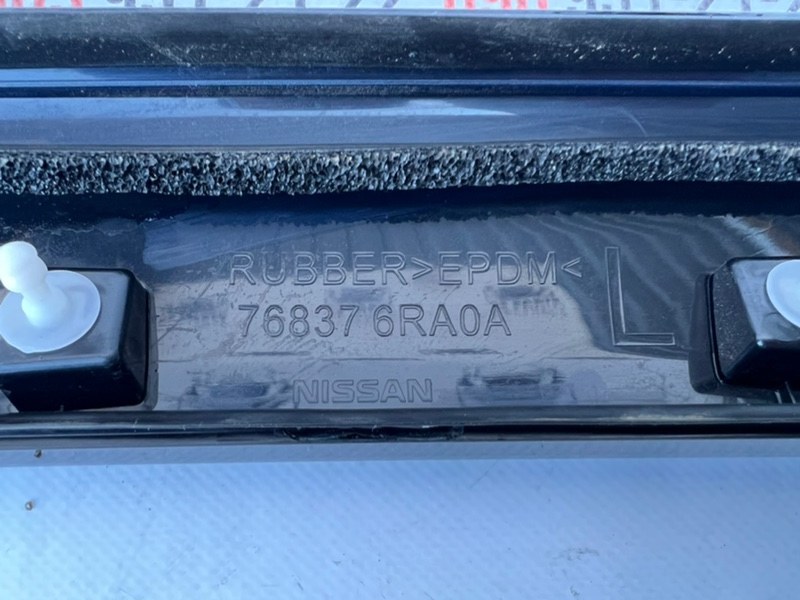 RUBBER>EPDM<
76837 6RA0A
L
NISSAN